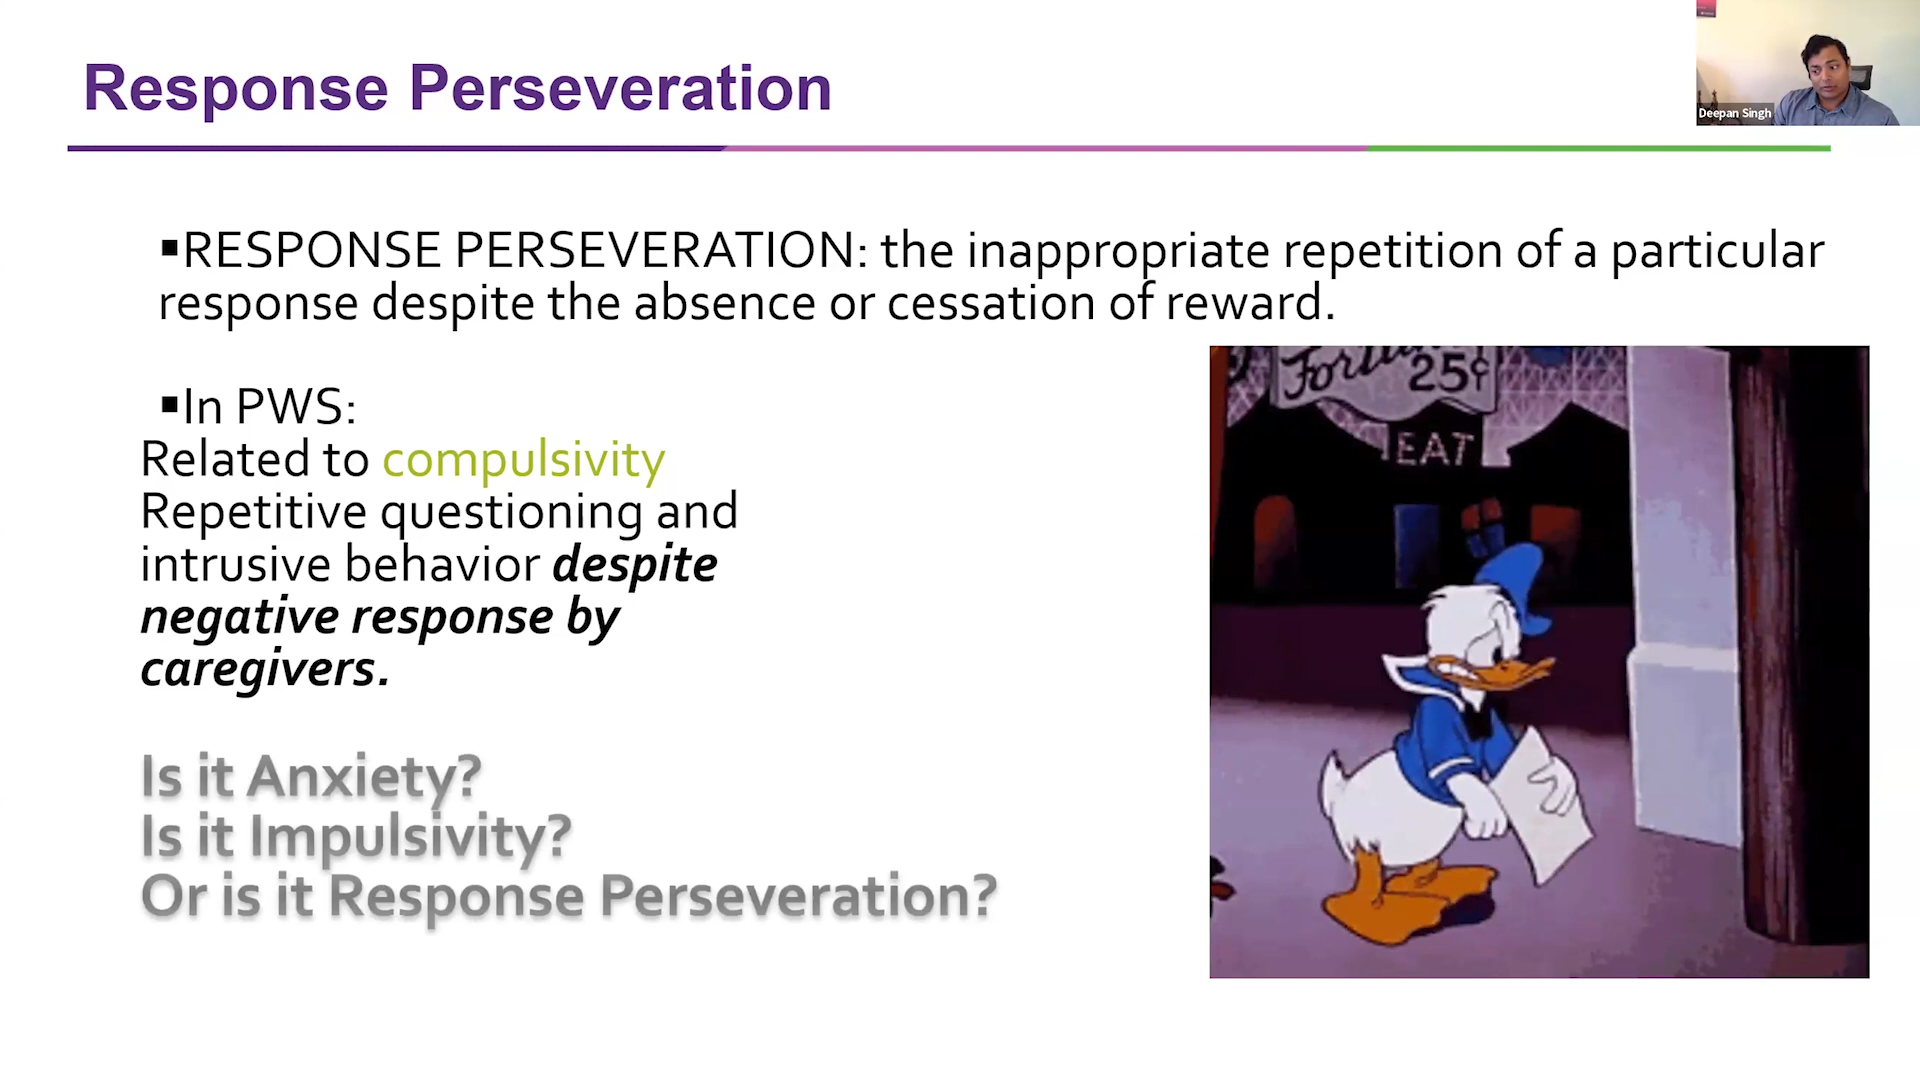 Response Perseveration
Deepan Singh
▪RESPONSE PERSEVERATION: the inappropriate repetition of a particular
response despite the absence or cessation of reward.
▪In PWS:
Related to compulsivity
Repetitive questioning and
intrusive behavior despite
negative response by
caregivers.
Is it Anxiety?
Is it Impulsivity?
Or is it Response Perseveration?
25¢
EAT